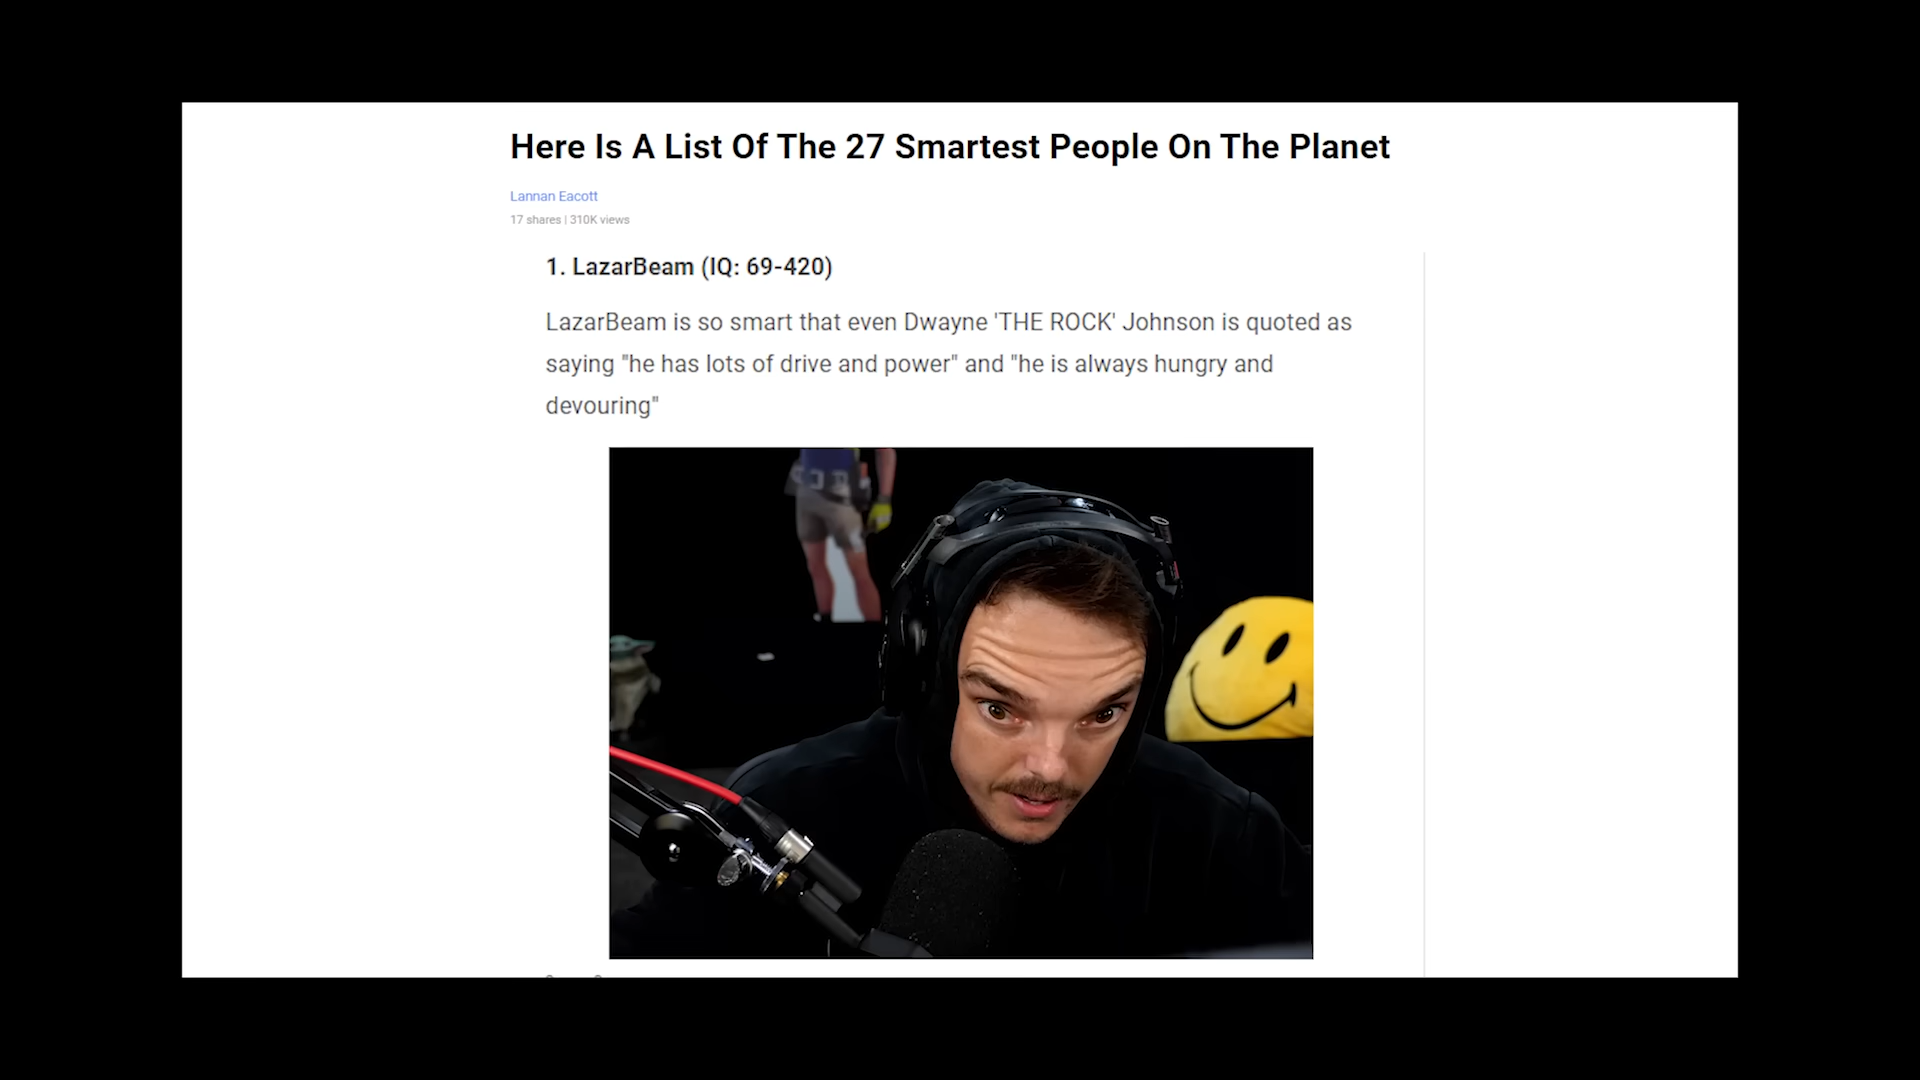 Here Is A List Of The 27 Smartest People On The Planet
Lannan Eacott
17 shares | 310K views
1. LazarBeam (IQ: 69-420)
LazarBeam is so smart that even Dwayne 'THE ROCK' Johnson is quoted as
saying "he has lots of drive and power" and "he is always hungry and
devouring"